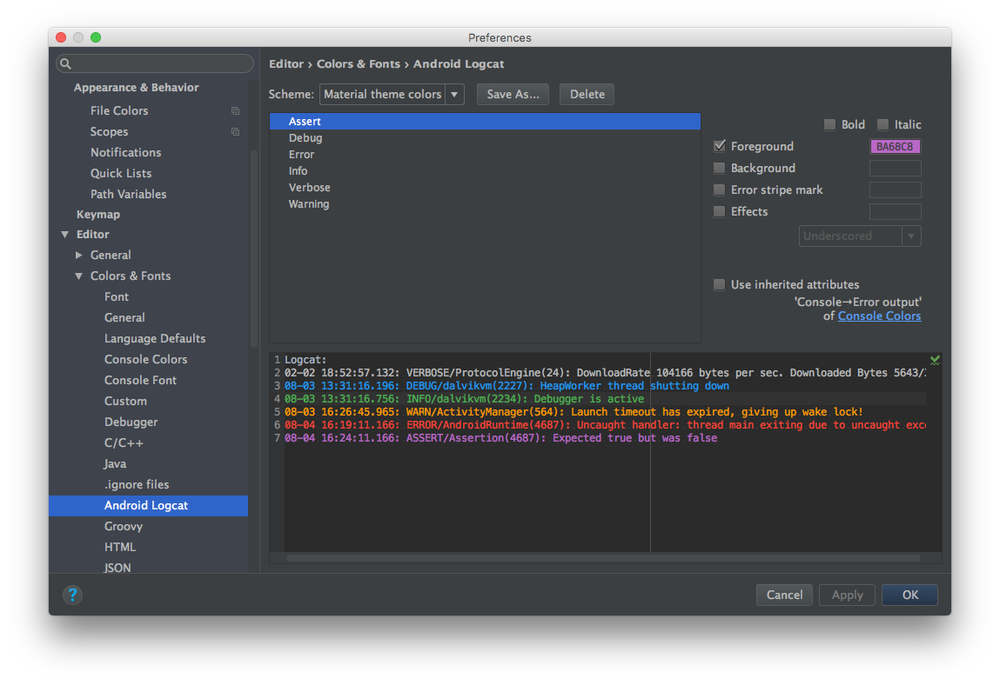 Preferences
Appearance & Behavior
File Colors
Scopes
Notifications
Quick Lists
Path Variables
Keymap
Editor
General
Colors & Fonts
Font
General
Language Defaults
Console Colors
Console Font
Custom
Debugger
C/C++
Java
.ignore files
Android Logcat
Groovy
HTML
JSON
Editor › Colors & Fonts › Android Logcat
Scheme: Material theme colors Save As... Delete
Assert
Debug
Error
Info
Verbose
Warning
Bold Italic
Foreground BA68C8
Background
Error stripe mark
Effects
Underscored
Use inherited attributes
'Console→Error output'
of Console Colors
1 Logcat:
2 02-02 18:52:57.132: VERBOSE/ProtocolEngine(24): DownloadRate 104166 bytes per sec. Downloaded Bytes 5643/
3 08-03 13:31:16.196: DEBUG/dalvikvm(2227): HeapWorker thread shutting down
4 08-03 13:31:16.756: INFO/dalvikvm(2234): Debugger is active
5 08-03 16:26:45.965: WARN/ActivityManager(564): Launch timeout has expired, giving up wake lock!
6 08-04 16:19:11.166: ERROR/AndroidRuntime(4687): Uncaught handler: thread main exiting due to uncaught exc
7 08-04 16:24:11.166: ASSERT/Assertion(4687): Expected true but was false
? Cancel Apply OK